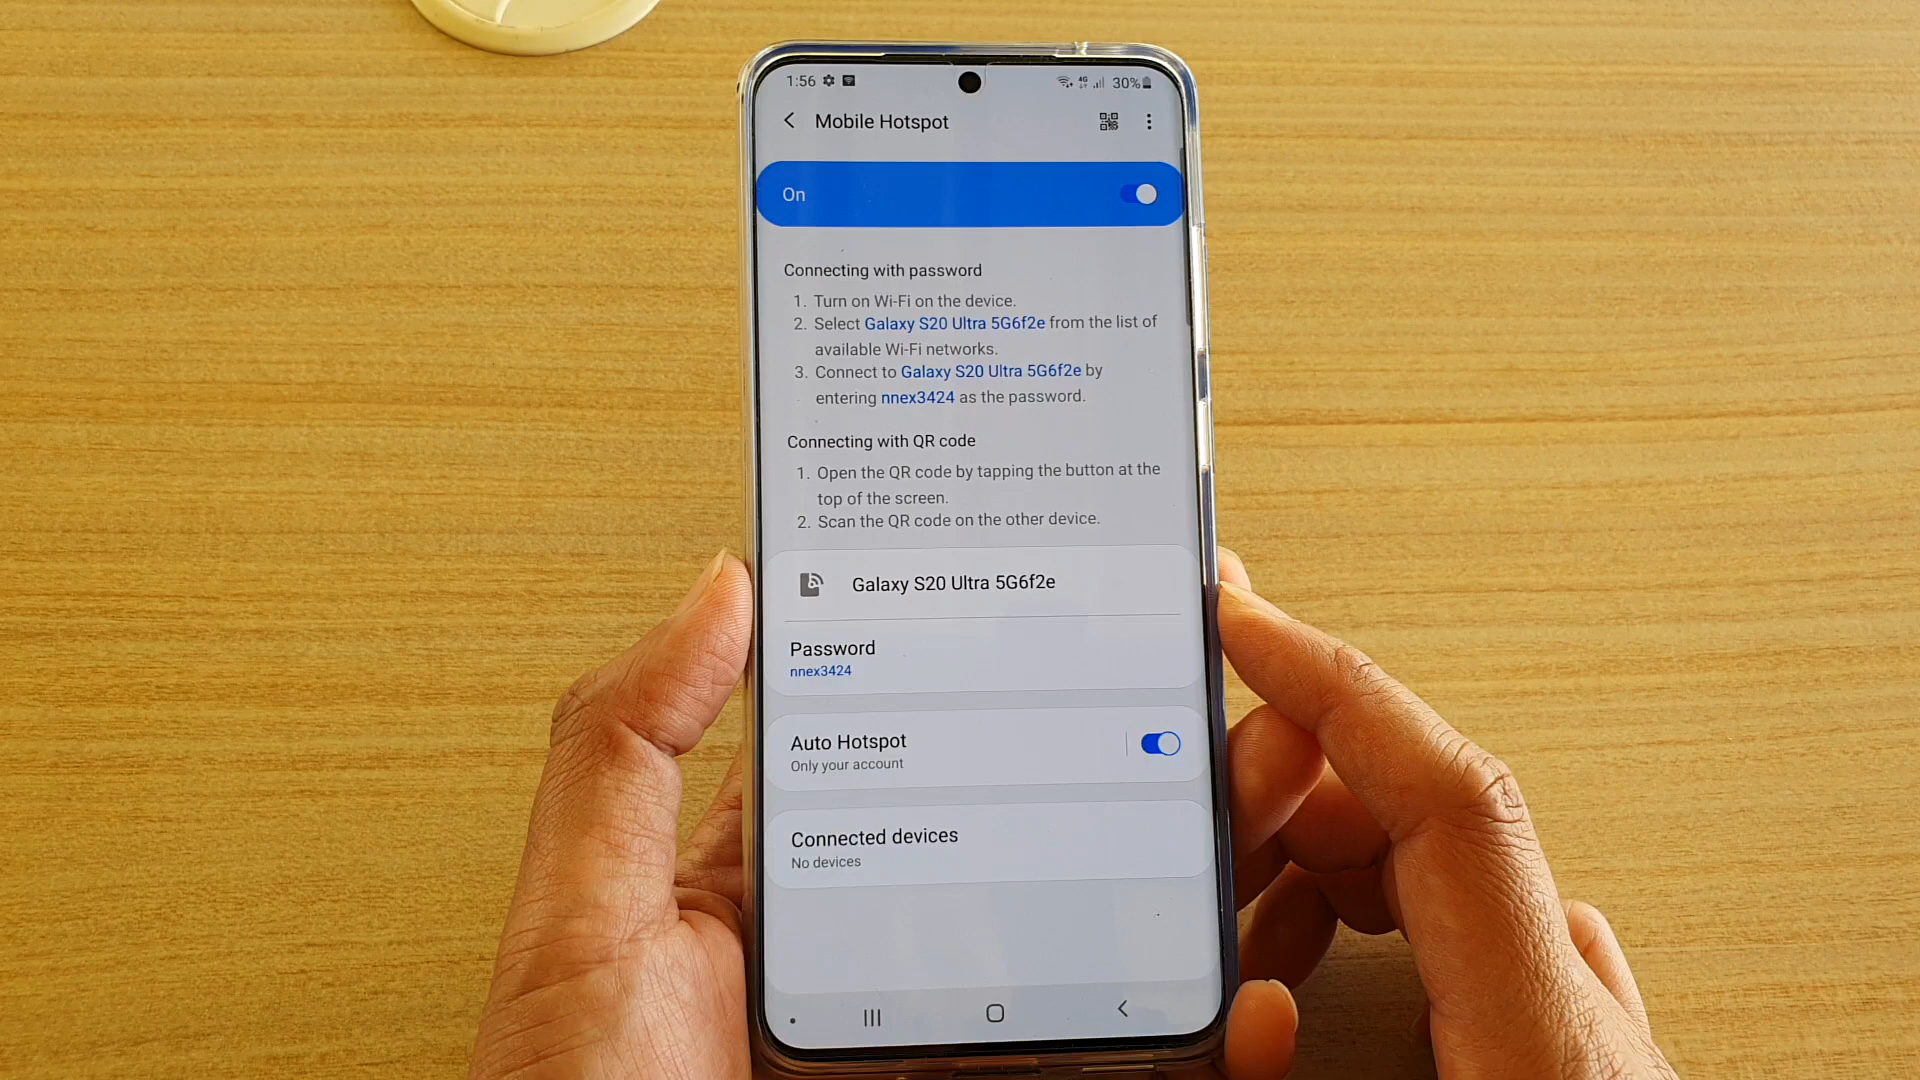 1:56 4G 30%
Mobile Hotspot
On
Connecting with password
1. Turn on Wi-Fi on the device.
2. Select Galaxy S20 Ultra 5G6f2e from the list of
available Wi-Fi networks.
3. Connect to Galaxy S20 Ultra 5G6f2e by
entering nnex3424 as the password.
Connecting with QR code
1. Open the QR code by tapping the button at the
top of the screen.
2. Scan the QR code on the other device.
Galaxy S20 Ultra 5G6f2e
Password
nnex3424
Auto Hotspot
Only your account
Connected devices
No devices